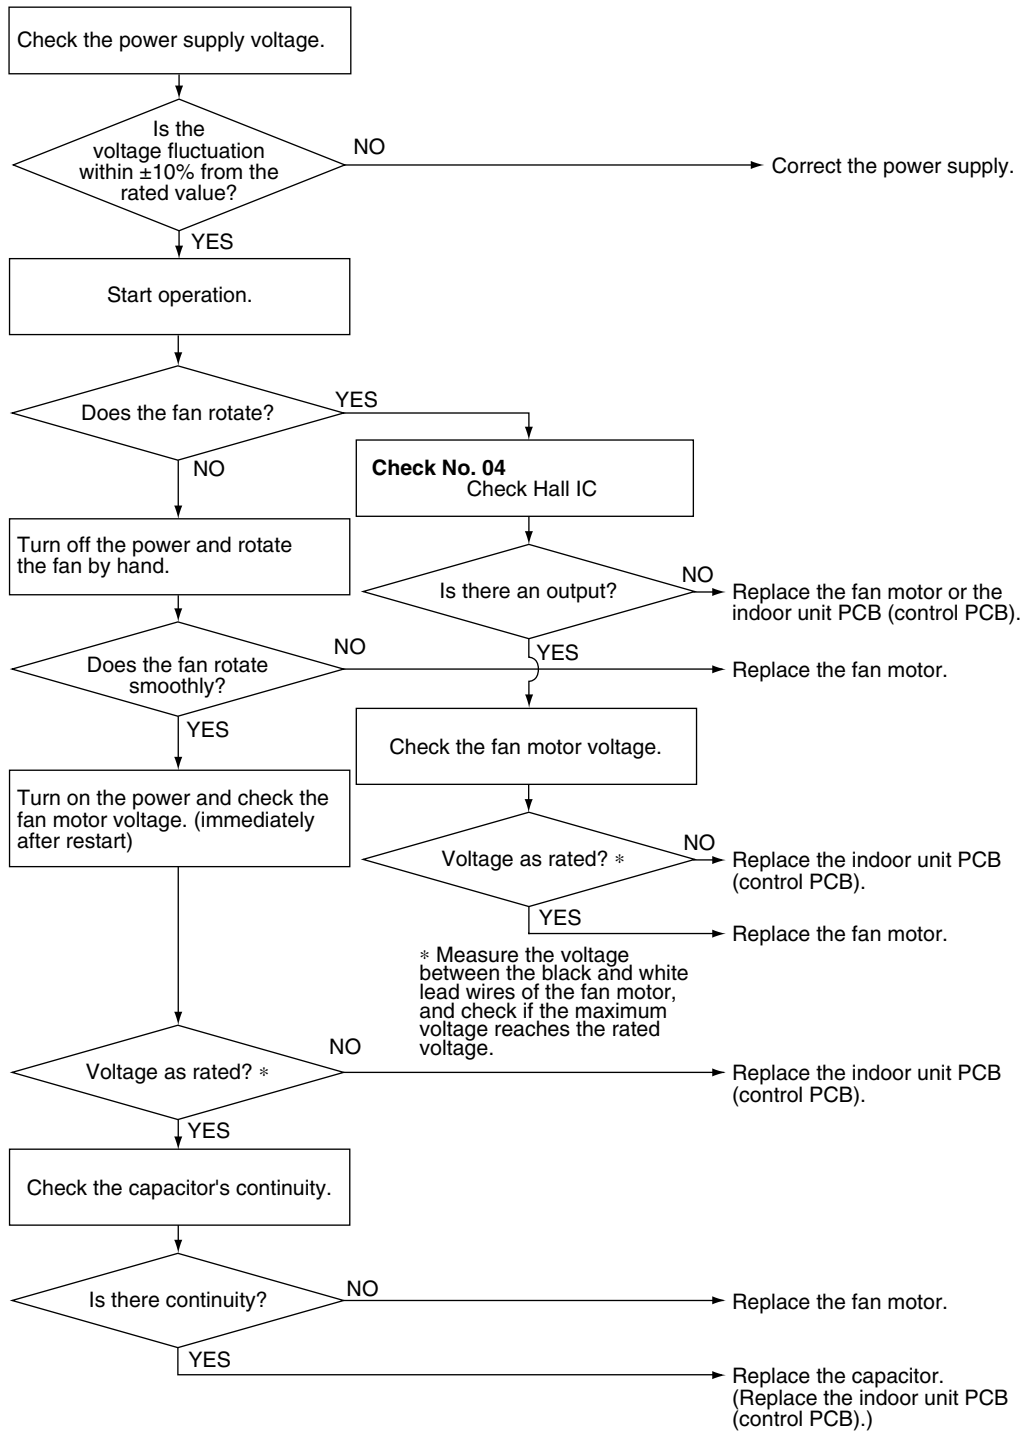 Check the power supply voltage.
Is the
voltage fluctuation
within ±10% from the
rated value?
NO
Correct the power supply.
YES
Start operation.
Does the fan rotate?
YES
NO
Check No. 04
Check Hall IC
Turn off the power and rotate
the fan by hand.
Is there an output?
NO
Replace the fan motor or the
indoor unit PCB (control PCB).
YES
Does the fan rotate
smoothly?
NO
Replace the fan motor.
YES
Check the fan motor voltage.
Turn on the power and check the
fan motor voltage. (immediately
after restart)
Voltage as rated? *
NO
Replace the indoor unit PCB
(control PCB).
YES
Replace the fan motor.
* Measure the voltage
between the black and white
lead wires of the fan motor,
and check if the maximum
voltage reaches the rated
voltage.
Voltage as rated? *
NO
Replace the indoor unit PCB
(control PCB).
YES
Check the capacitor's continuity.
Is there continuity?
NO
Replace the fan motor.
YES
Replace the capacitor.
(Replace the indoor unit PCB
(control PCB).)